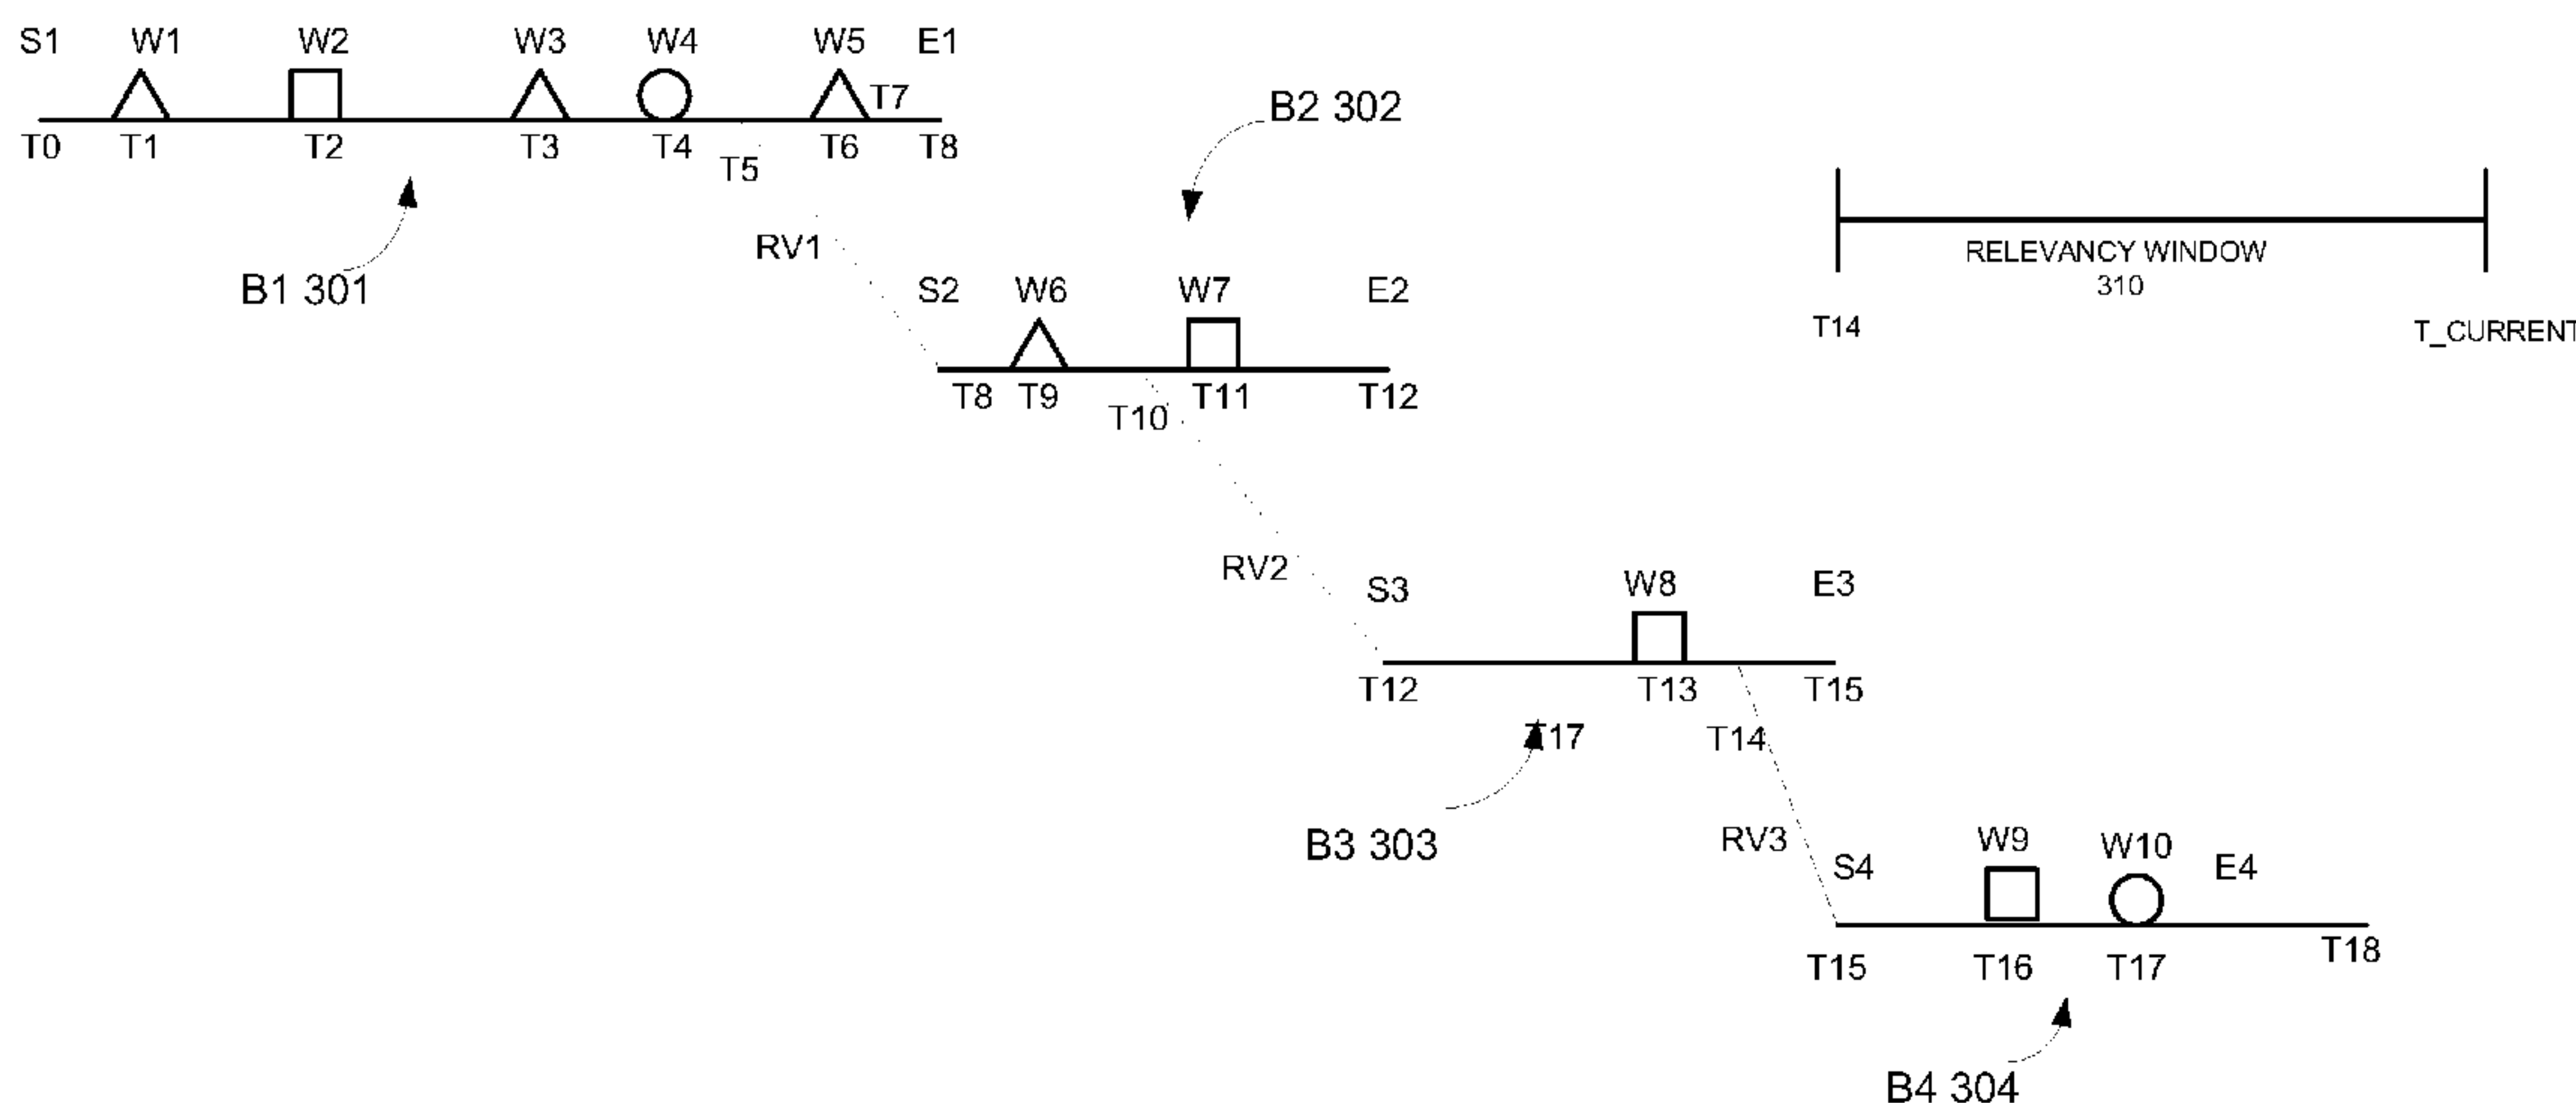 S1 W1 W2 W3 W4 W5 E1
T7
T0 T1 T2 T3 T4 T6 T8
T5
B1 301
B2 302
RELEVANCY WINDOW
310
T14 T_CURRENT
RV1
S2 W6 W7 E2
T8 T9 T11 T12
T10
RV2
S3 W8 E3
T12 T13 T15
T17 T14
B3 303
RV3
S4 W9 W10 E4
T15 T16 T17 T18
B4 304